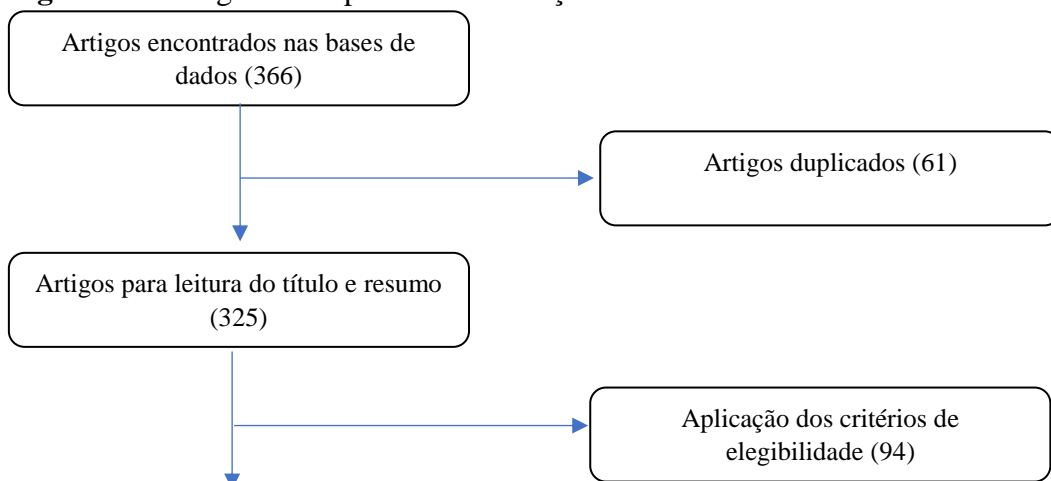 Artigos encontrados nas bases de
dados (366)
Artigos duplicados (61)
Artigos para leitura do título e resumo
(325)
Aplicação dos critérios de
elegibilidade (94)